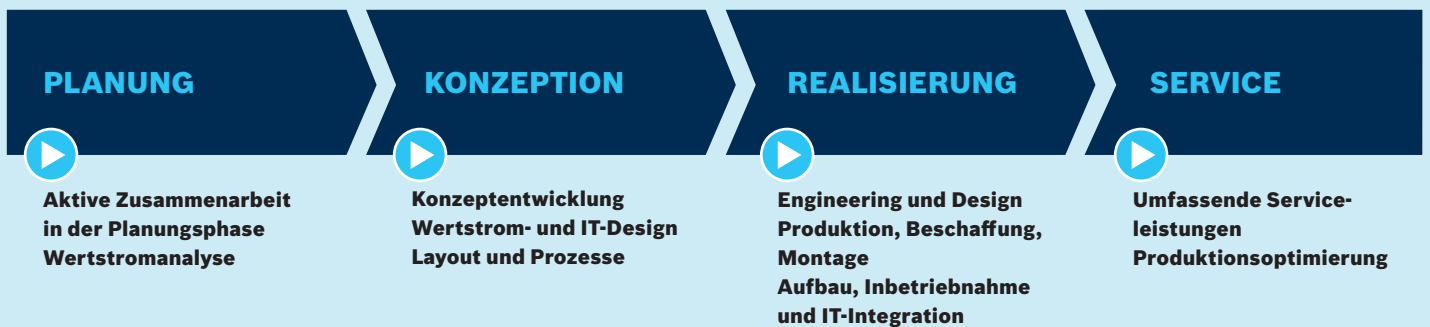 PLANUNG
KONZEPTION
REALISIERUNG
SERVICE
Aktive Zusammenarbeit
in der Planungsphase
Wertstromanalyse
Konzeptentwicklung
Wertstrom- und IT-Design
Layout und Prozesse
Engineering und Design
Produktion, Beschaffung,
Montage
Aufbau, Inbetriebnahme
und IT-Integration
Umfassende Service-
leistungen
Produktionsoptimierung